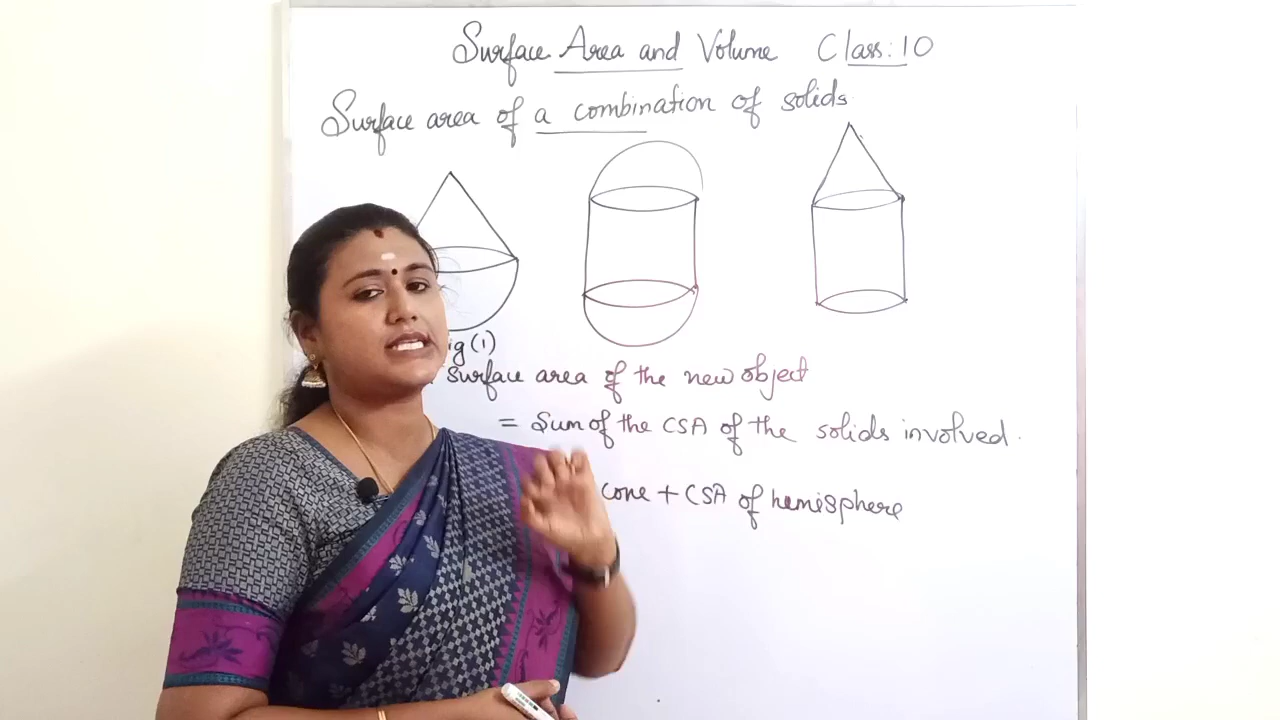 Surface Area and Volume Class: 10
Surface area of a combination of solids
ig (1)
surface area of the new object
= Sum of the CSA of the solids involved.
cone + CSA of hemisphere